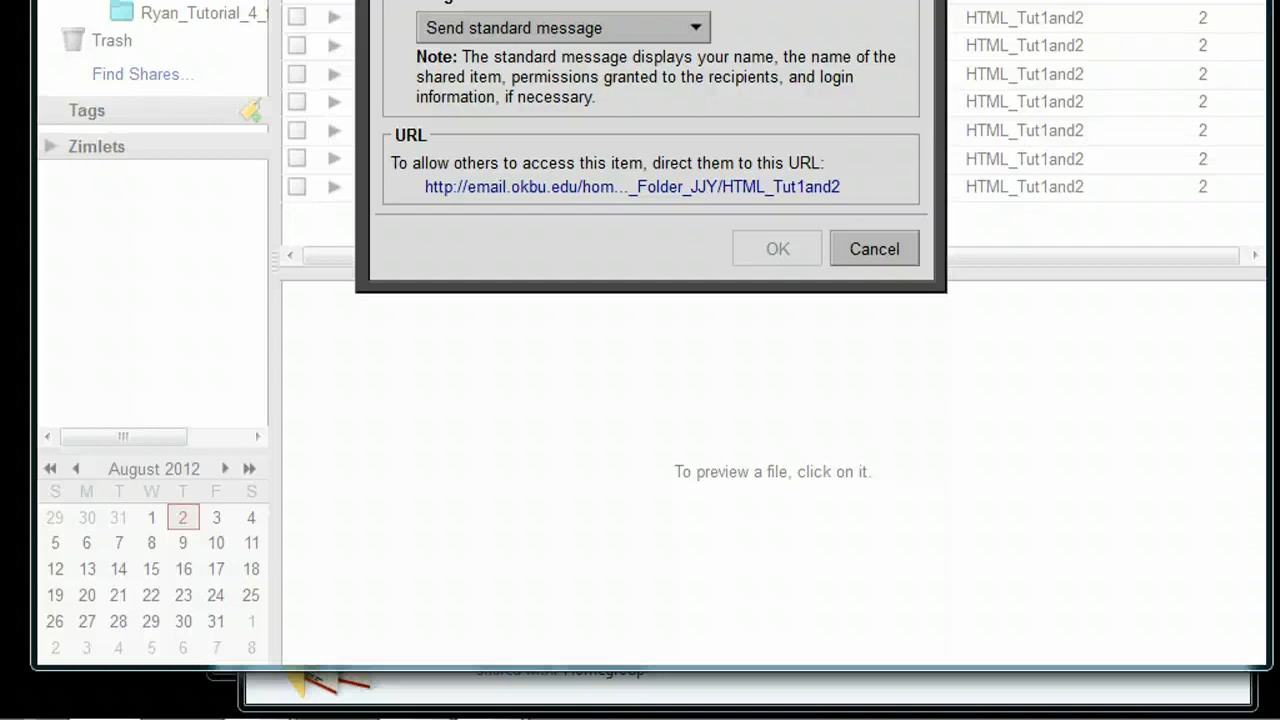 Ryan_Tutorial_4_
Trash
Find Shares...
Tags
Zimlets
Send standard message
Note: The standard message displays your name, the name of the
shared item, permissions granted to the recipients, and login
information, if necessary.
URL
To allow others to access this item, direct them to this URL:
http://email.okbu.edu/hom..._Folder_JJY/HTML_Tut1and2
OK Cancel
HTML_Tut1and2 2
HTML_Tut1and2 2
HTML_Tut1and2 2
HTML_Tut1and2 2
HTML_Tut1and2 2
HTML_Tut1and2 2
HTML_Tut1and2 2
To preview a file, click on it.
August 2012
S M T W T F S
29 30 31 1 2 3 4
5 6 7 8 9 10 11
12 13 14 15 16 17 18
19 20 21 22 23 24 25
26 27 28 29 30 31 1
2 3 4 5 6 7 8
Homegroup